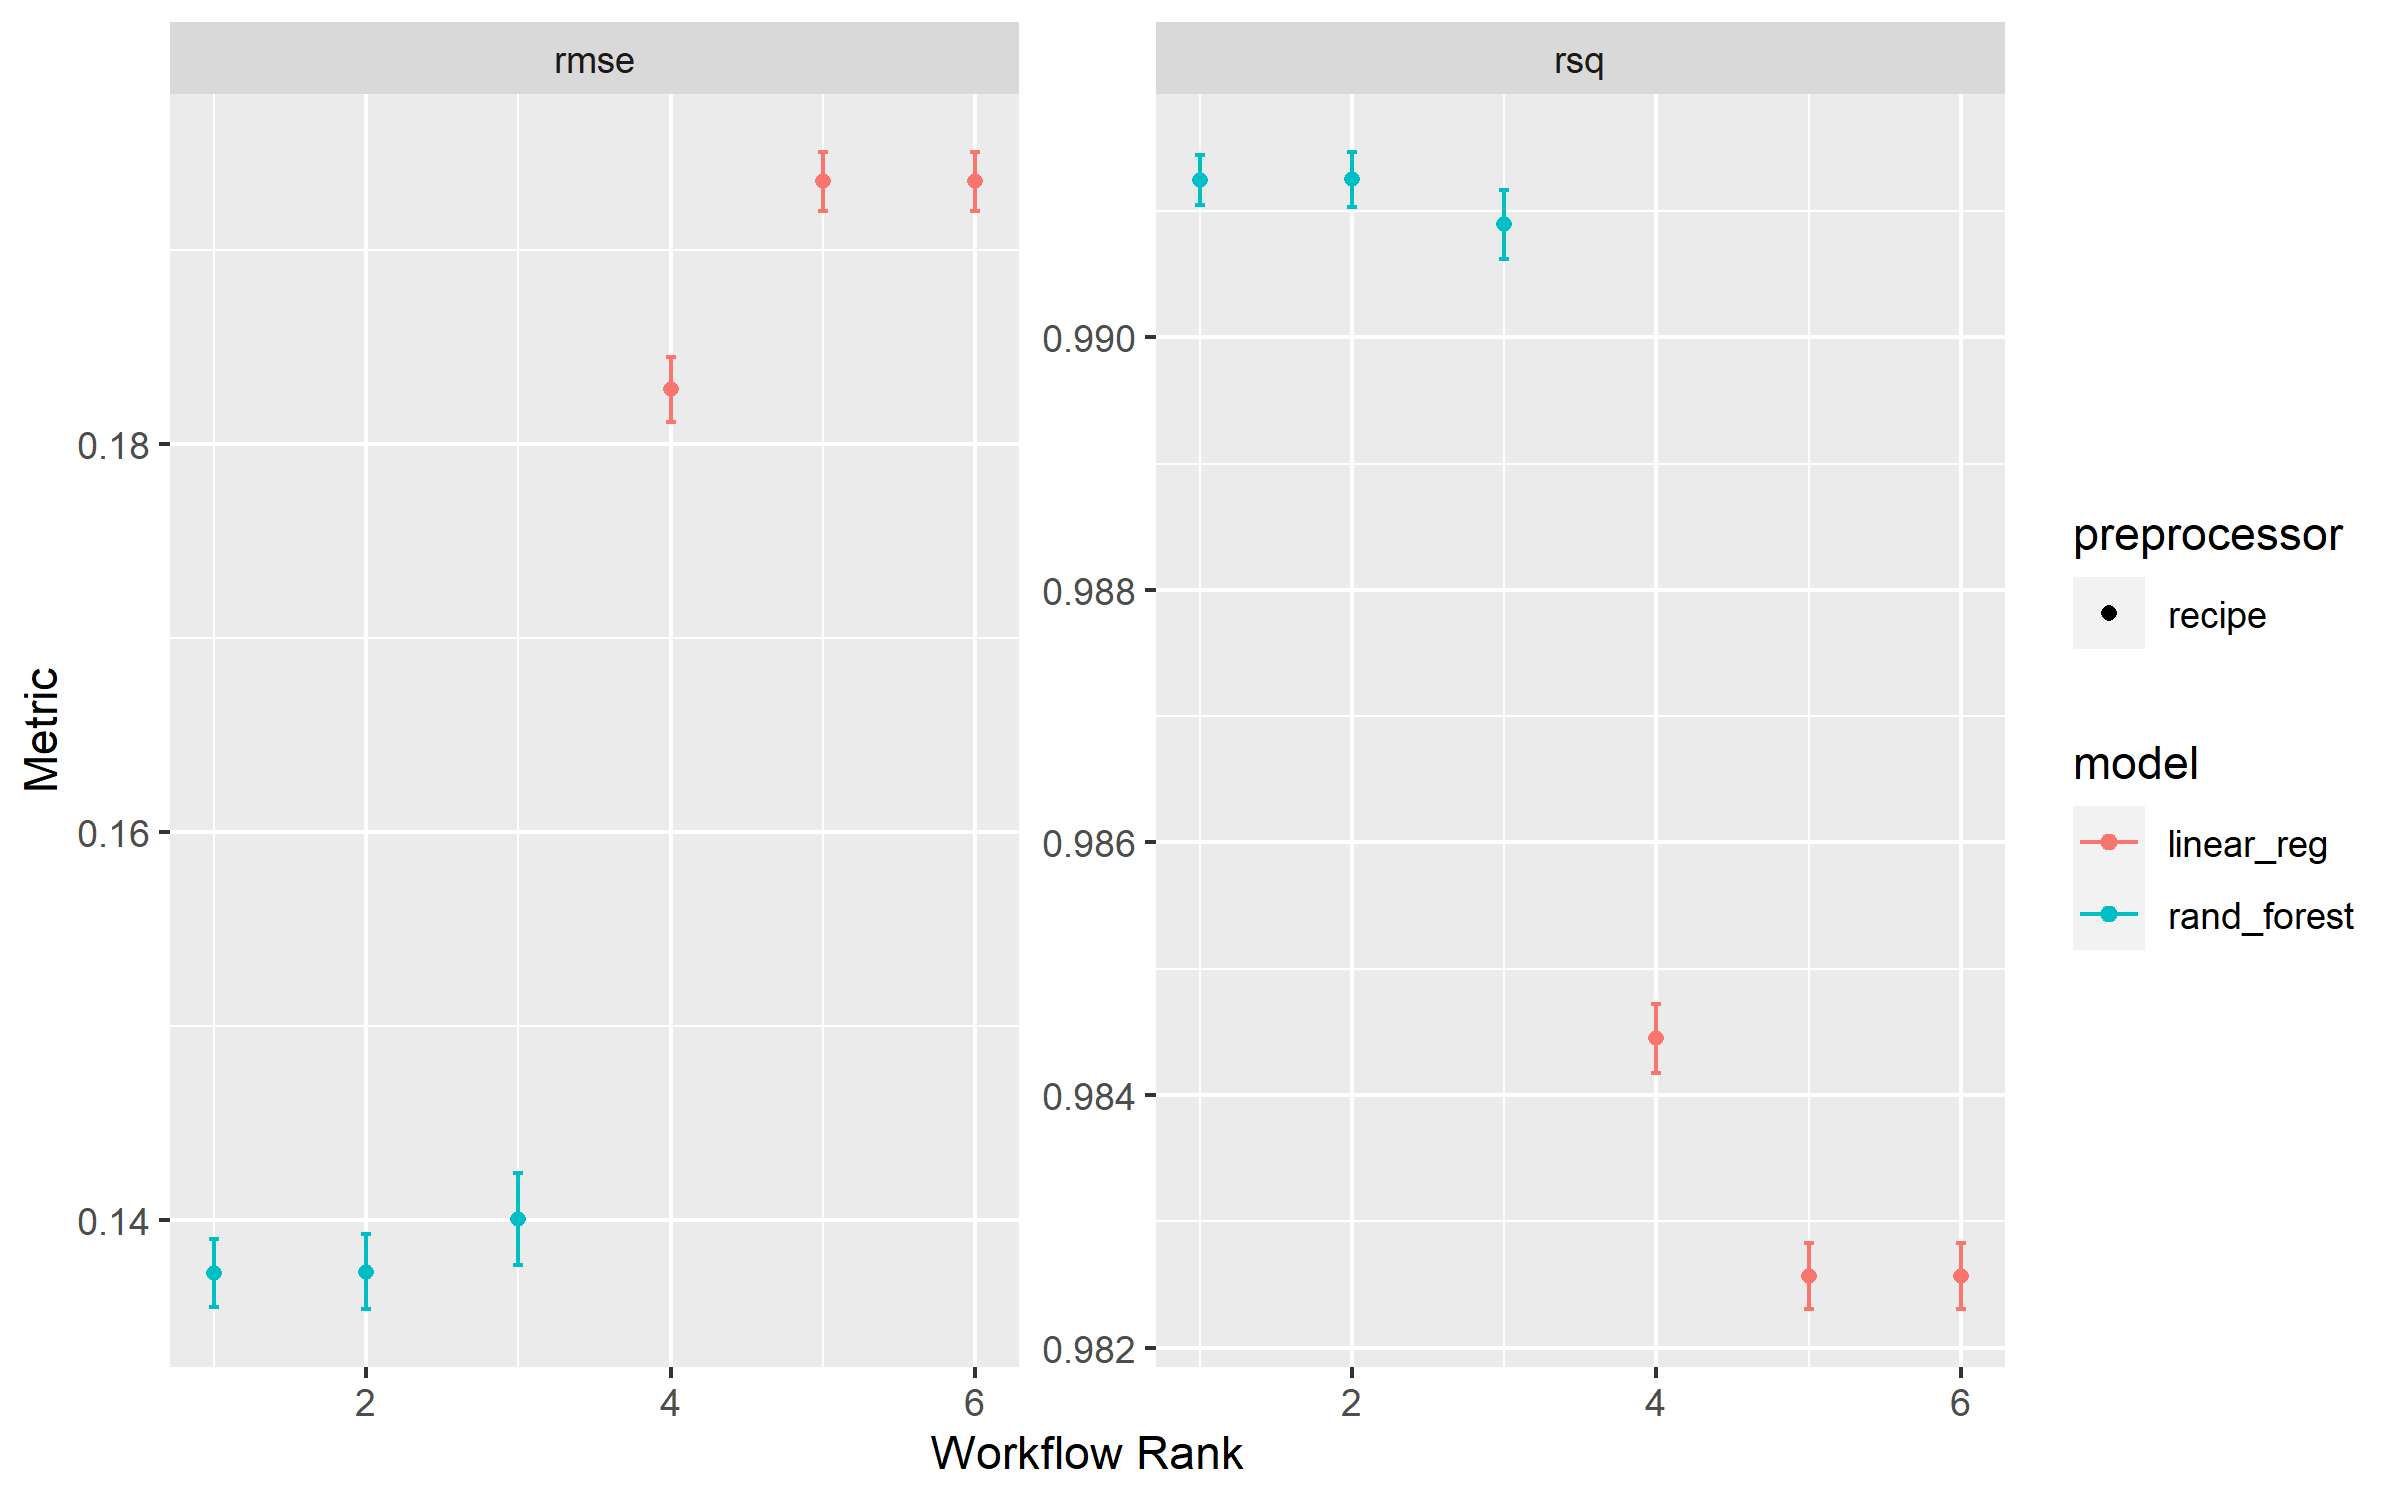 rmse
rsq
Metric
0.18
0.16
0.14
0.990
0.988
0.986
0.984
0.982
2
4
6
2
4
6
Workflow Rank
preprocessor
recipe
model
linear_reg
rand_forest